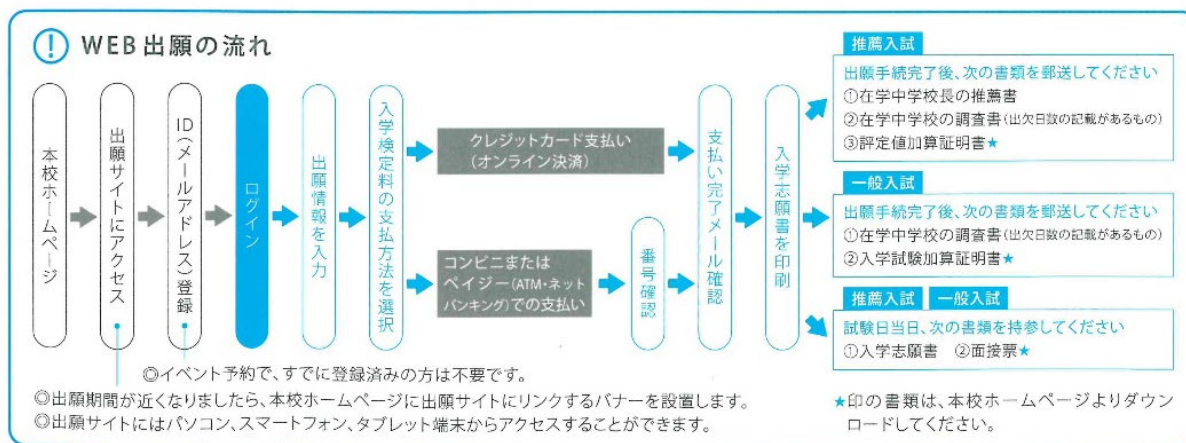 ! WEB出願の流れ
本校ホームページ
出願サイトにアクセス
ID(メールアドレス)登録
ログイン
出願情報を入力
入学検定料の支払方法を選択
クレジットカード支払い
(オンライン決済)
コンビニまたは
ペイジー(ATM・ネット
バンキング)での支払い
番号確認
支払い完了メール確認
入学志願書を印刷
推薦入試
出願手続完了後、次の書類を郵送してください
①在学中学校長の推薦書
②在学中学校の調査書(出欠日数の記載があるもの)
③評定値加算証明書★
一般入試
出願手続完了後、次の書類を郵送してください
①在学中学校の調査書(出欠日数の記載があるもの)
②入学試験加算証明書★
推薦入試 一般入試
試験日当日、次の書類を持参してください
①入学志願書 ②面接票★
◎イベント予約で、すでに登録済みの方は不要です。
◎出願期間が近くなりましたら、本校ホームページに出願サイトにリンクするバナーを設置します。
◎出願サイトにはパソコン、スマートフォン、タブレット端末からアクセスすることができます。
★印の書類は、本校ホームページよりダウン
ロードしてください。